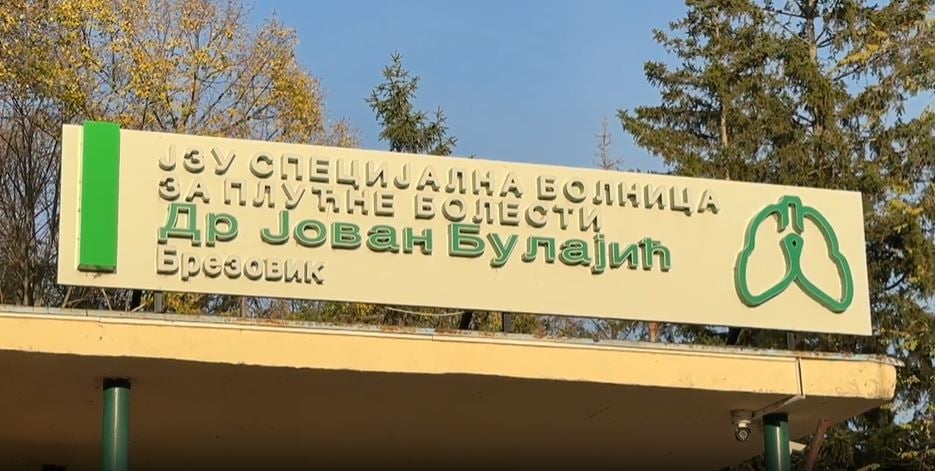 ЈЗУ СПЕЦИЈАЛНА БОЛНИЦА
ЗА ПЛУЋНЕ БОЛЕСТИ
Др Јован Булајић
Брезовик